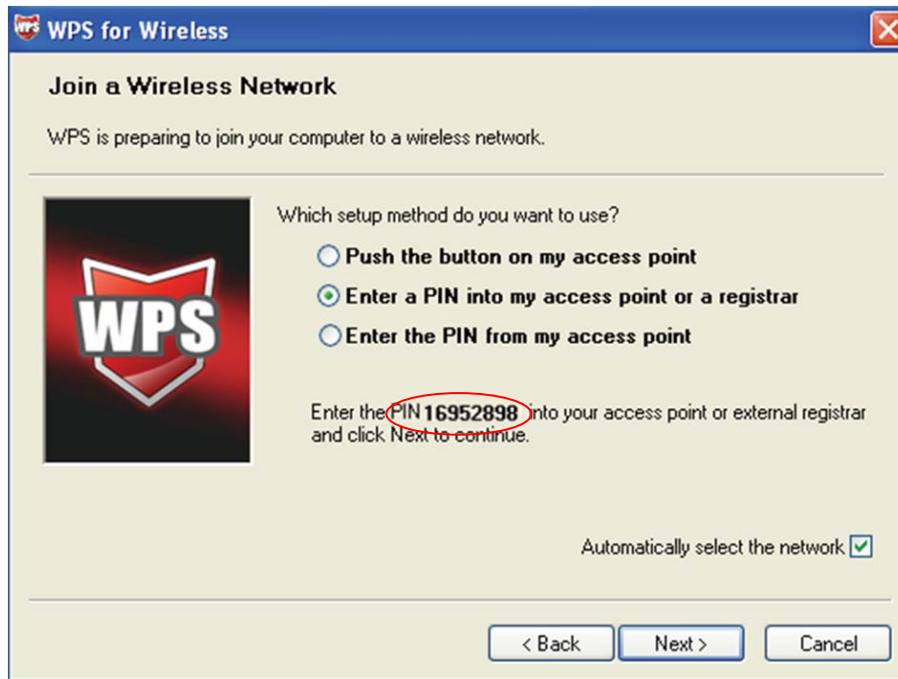 WPS WPS for Wireless
Join a Wireless Network
WPS is preparing to join your computer to a wireless network.
WPS
Which setup method do you want to use?
Push the button on my access point
Enter a PIN into my access point or a registrar
Enter the PIN from my access point
Enter the PIN 16952898 into your access point or external registrar
and click Next to continue.
Automatically select the network
< Back Next > Cancel